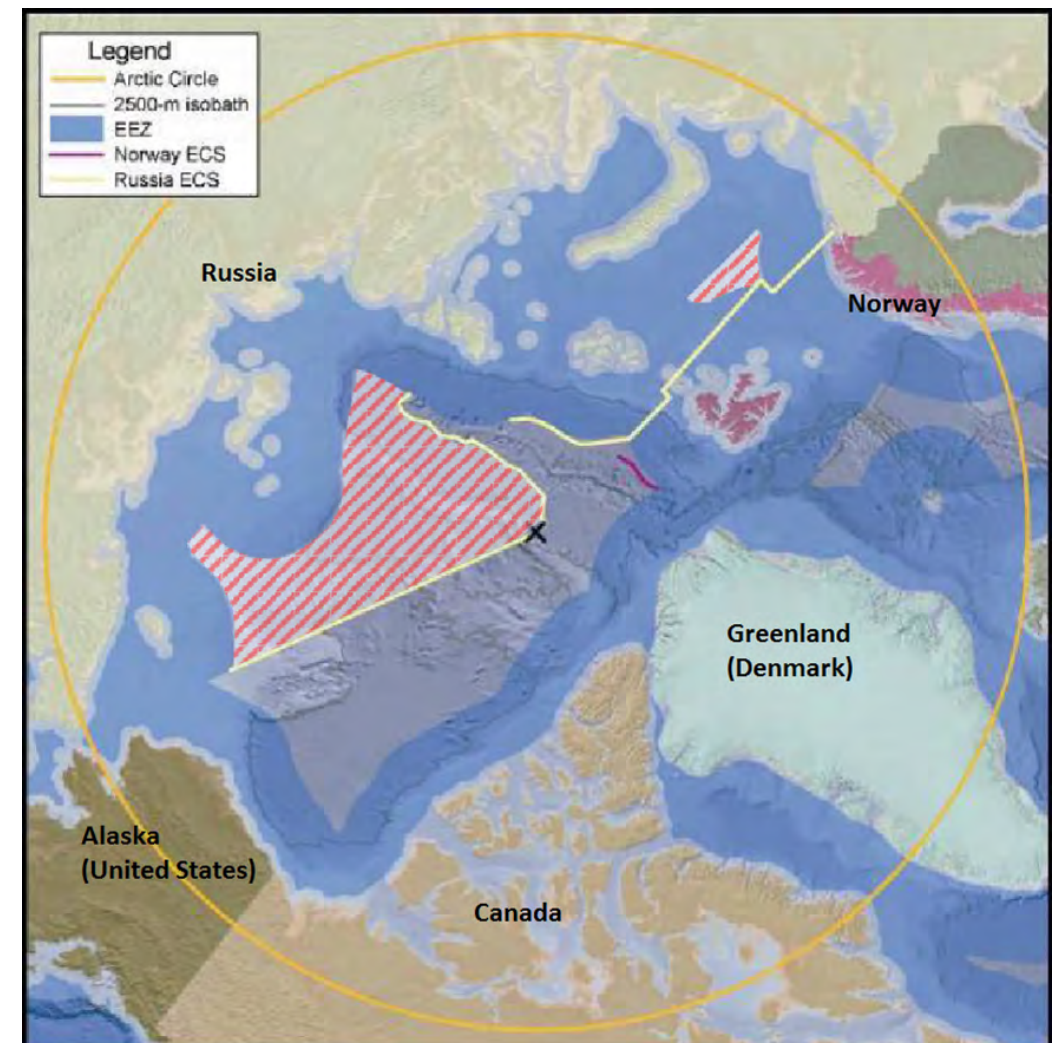 Legend
Arctic Circle
2500-m isobath
EEZ
Norway ECS
Russia ECS
Russia
Norway
Greenland
(Denmark)
Alaska
(United States)
Canada